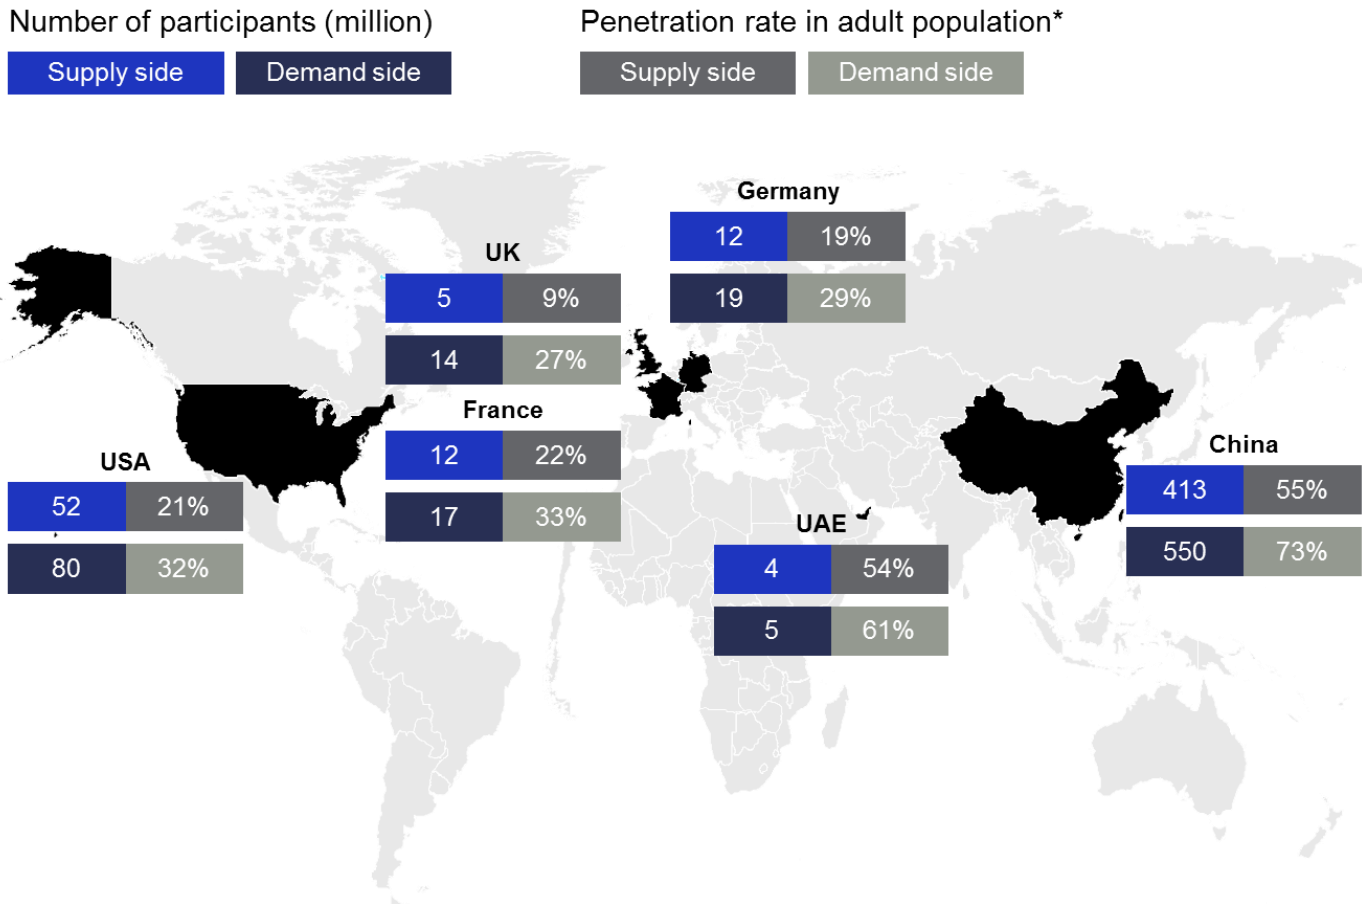 Number of participants (million)
Penetration rate in adult population*
Supply side
Demand side
Supply side
Demand side
Germany
12
19%
19
29%
UK
5
9%
14
27%
France
12
22%
17
33%
USA
52
21%
80
32%
China
413
55%
550
73%
UAE
4
54%
5
61%